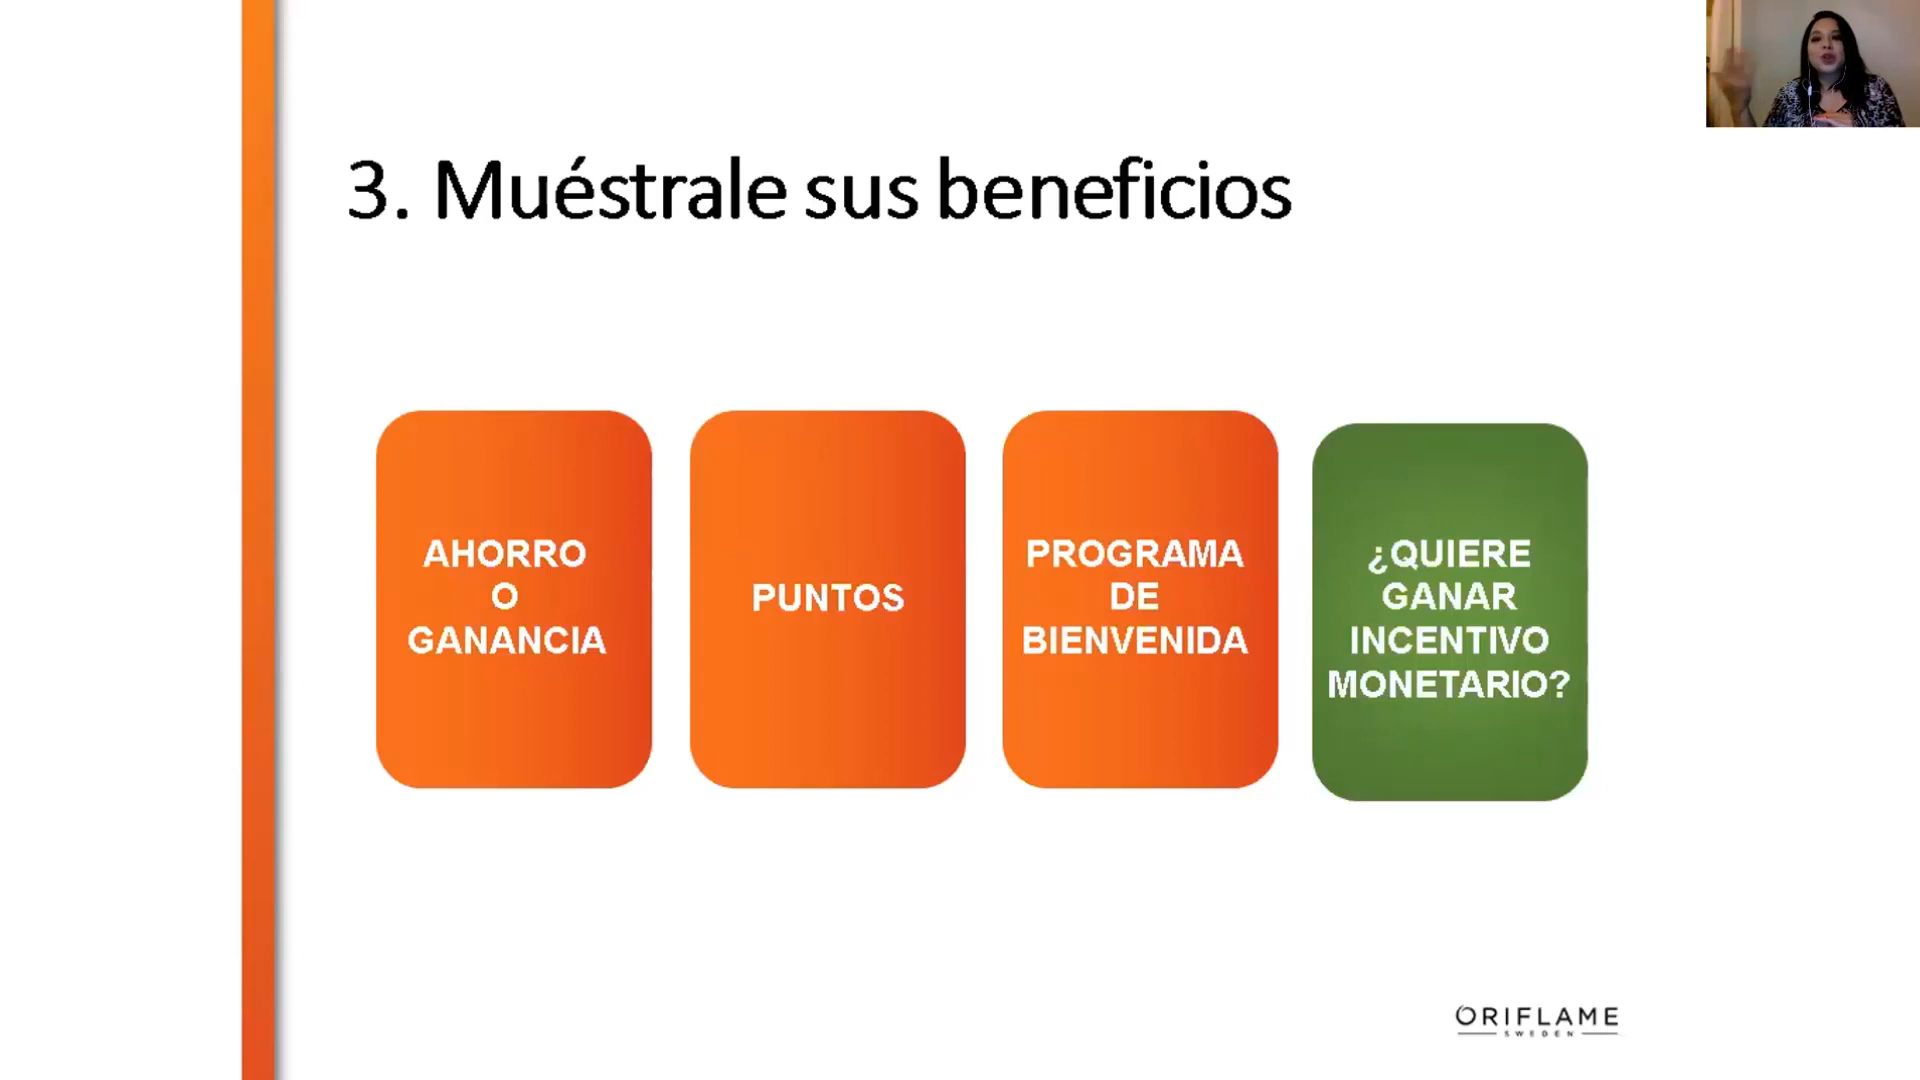 3. Muéstrale sus beneficios
AHORRO
O
GANANCIA
PUNTOS
PROGRAMA
DE
BIENVENIDA
¿QUIERE
GANAR
INCENTIVO
MONETARIO?
ORIFLAME
SWEDEN